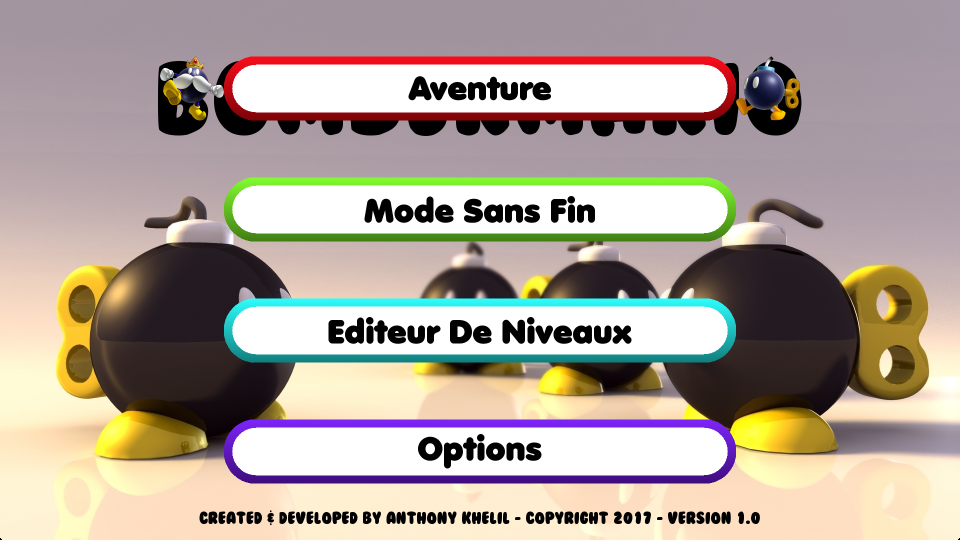 Aventure
Mode Sans Fin
Editeur De Niveaux
Options
CREATED & DEVELOPED BY ANTHONY KHELIL - COPYRIGHT 2017 - VERSION 1.0